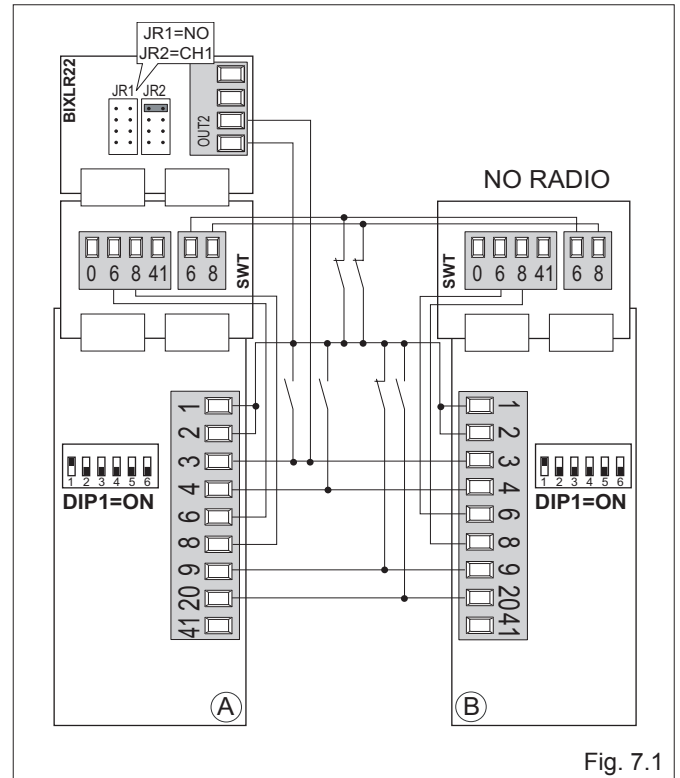 JR1=NO
JR2=CH1
BIXLR22
JR1 JR2
OUT2
NO RADIO
0 6 8 41 6 8
SWT
SWT
0 6 8 41 6 8
1
2
3
4
6
8
9
20
41
1 2 3 4 5 6
DIP1=ON
A
1
2
3
4
6
8
9
20
41
1 2 3 4 5 6
DIP1=ON
B
Fig. 7.1